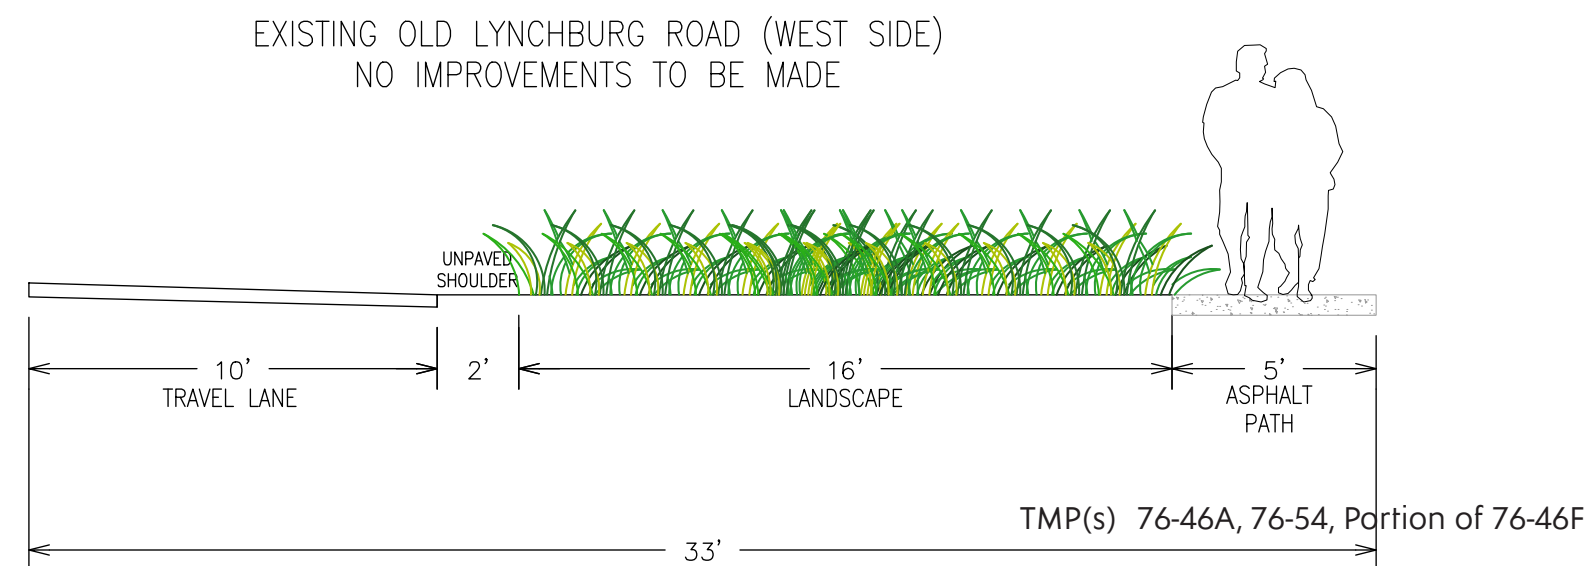 EXISTING OLD LYNCHBURG ROAD (WEST SIDE)
NO IMPROVEMENTS TO BE MADE
UNPAVED
SHOULDER
10' 2' 16' 5'
TRAVEL LANE LANDSCAPE ASPHALT
PATH
TMP(s) 76-46A, 76-54, Portion of 76-46F
33'